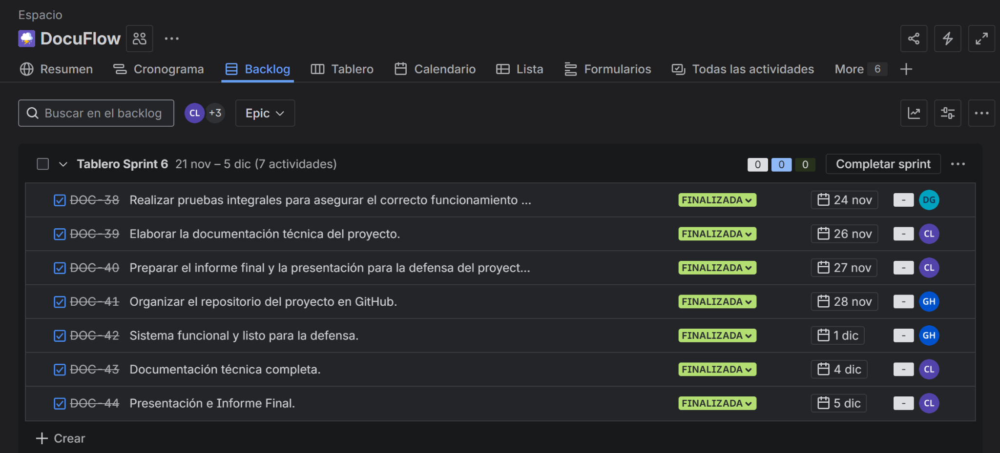 Espacio
DocuFlow
Resumen Cronograma Backlog Tablero Calendario Lista Formularios Todas las actividades More 6
Buscar en el backlog CL +3 Epic
Tablero Sprint 6 21 nov – 5 dic (7 actividades) 0 0 0 Completar sprint
DOC-38 Realizar pruebas integrales para asegurar el correcto funcionamiento ... FINALIZADA 24 nov - DG
DOC-39 Elaborar la documentación técnica del proyecto. FINALIZADA 26 nov - CL
DOC-40 Preparar el informe final y la presentación para la defensa del proyect... FINALIZADA 27 nov - CL
DOC-41 Organizar el repositorio del proyecto en GitHub. FINALIZADA 28 nov - GH
DOC-42 Sistema funcional y listo para la defensa. FINALIZADA 1 dic - GH
DOC-43 Documentación técnica completa. FINALIZADA 4 dic - CL
DOC-44 Presentación e Informe Final. FINALIZADA 5 dic - CL
Crear